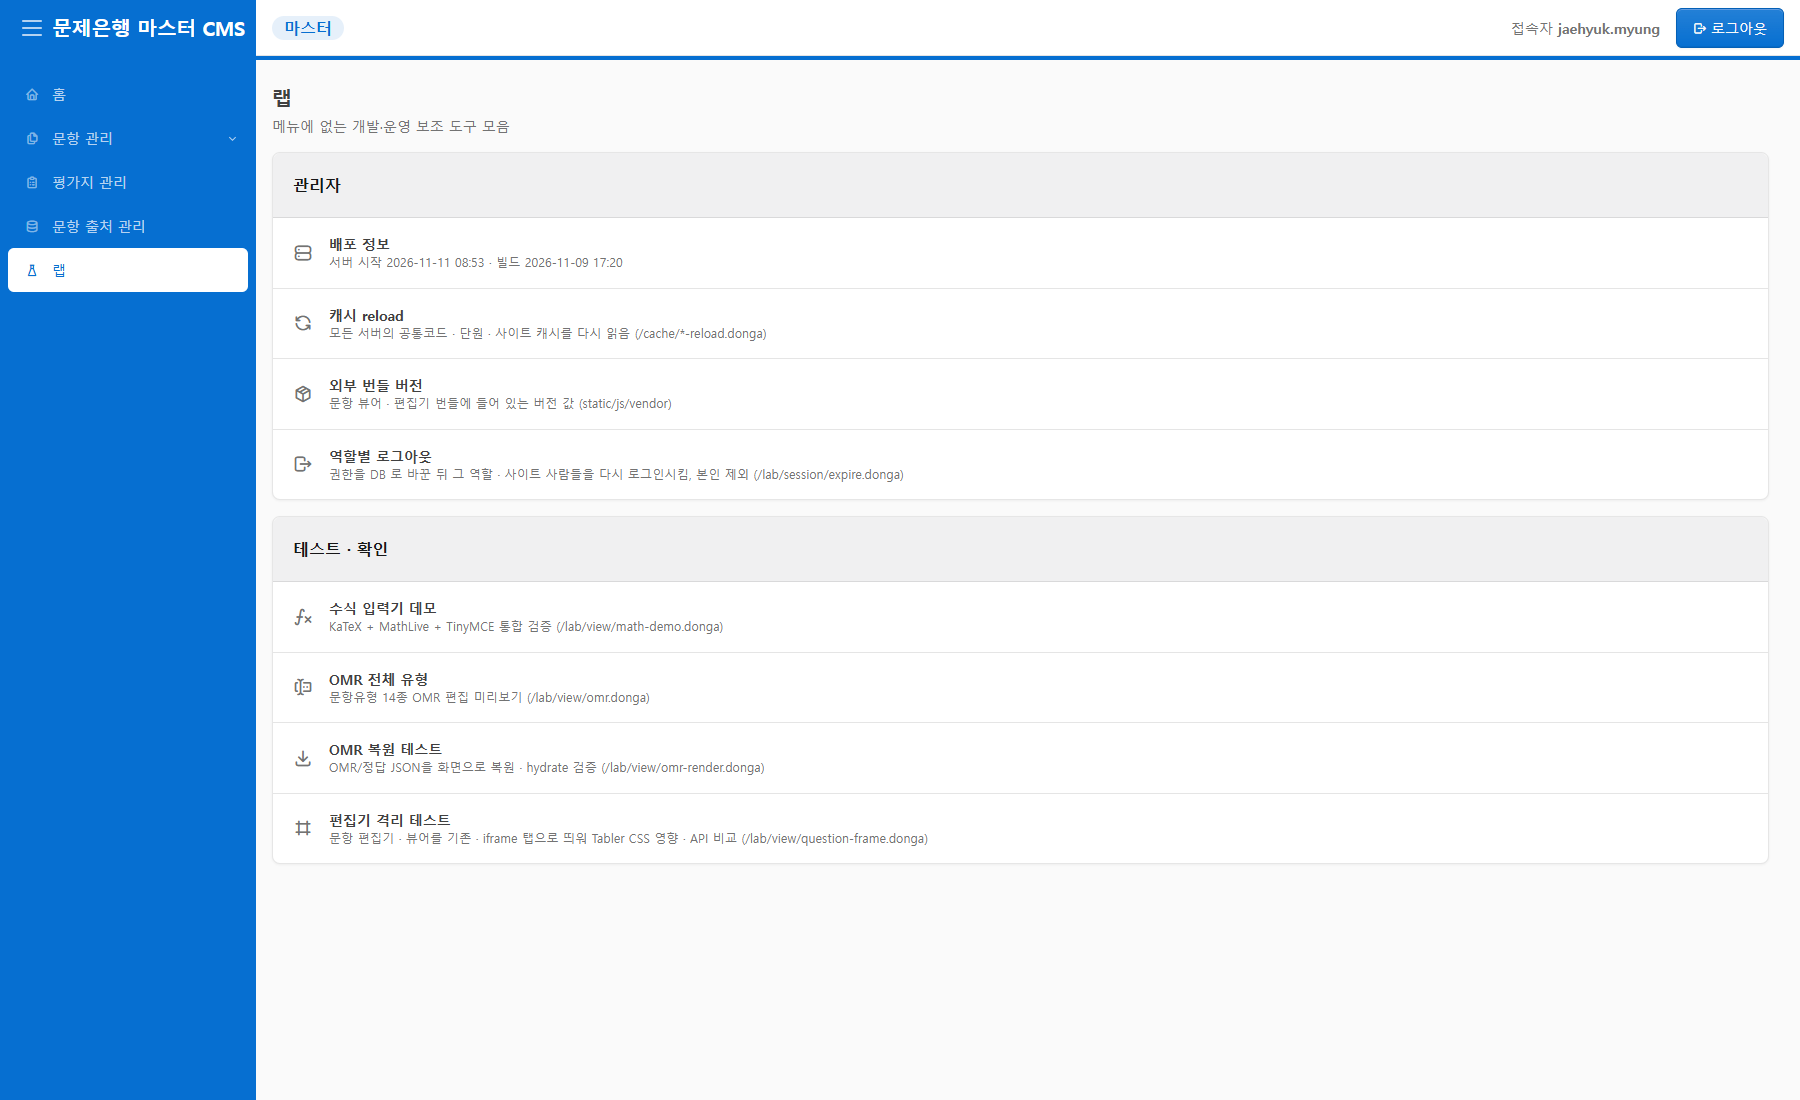 문제은행 마스터 CMS
마스터
접속자 jaehyuk.myung
로그아웃
홈
문항 관리
평가지 관리
문항 출처 관리
랩
랩
메뉴에 없는 개발·운영 보조 도구 모음
관리자
배포 정보
서버 시작 2026-11-11 08:53 · 빌드 2026-11-09 17:20
캐시 reload
모든 서버의 공통코드 · 단원 · 사이트 캐시를 다시 읽음 (/cache/*-reload.donga)
외부 번들 버전
문항 뷰어 · 편집기 번들에 들어 있는 버전 값 (static/js/vendor)
역할별 로그아웃
권한을 DB 로 바꾼 뒤 그 역할 · 사이트 사람들을 다시 로그인시킴, 본인 제외 (/lab/session/expire.donga)
테스트 · 확인
수식 입력기 데모
KaTeX + MathLive + TinyMCE 통합 검증 (/lab/view/math-demo.donga)
OMR 전체 유형
문항유형 14종 OMR 편집 미리보기 (/lab/view/omr.donga)
OMR 복원 테스트
OMR/정답 JSON을 화면으로 복원 · hydrate 검증 (/lab/view/omr-render.donga)
편집기 격리 테스트
문항 편집기 · 뷰어를 기존 · iframe 탭으로 띄워 Tabler CSS 영향 · API 비교 (/lab/view/question-frame.donga)